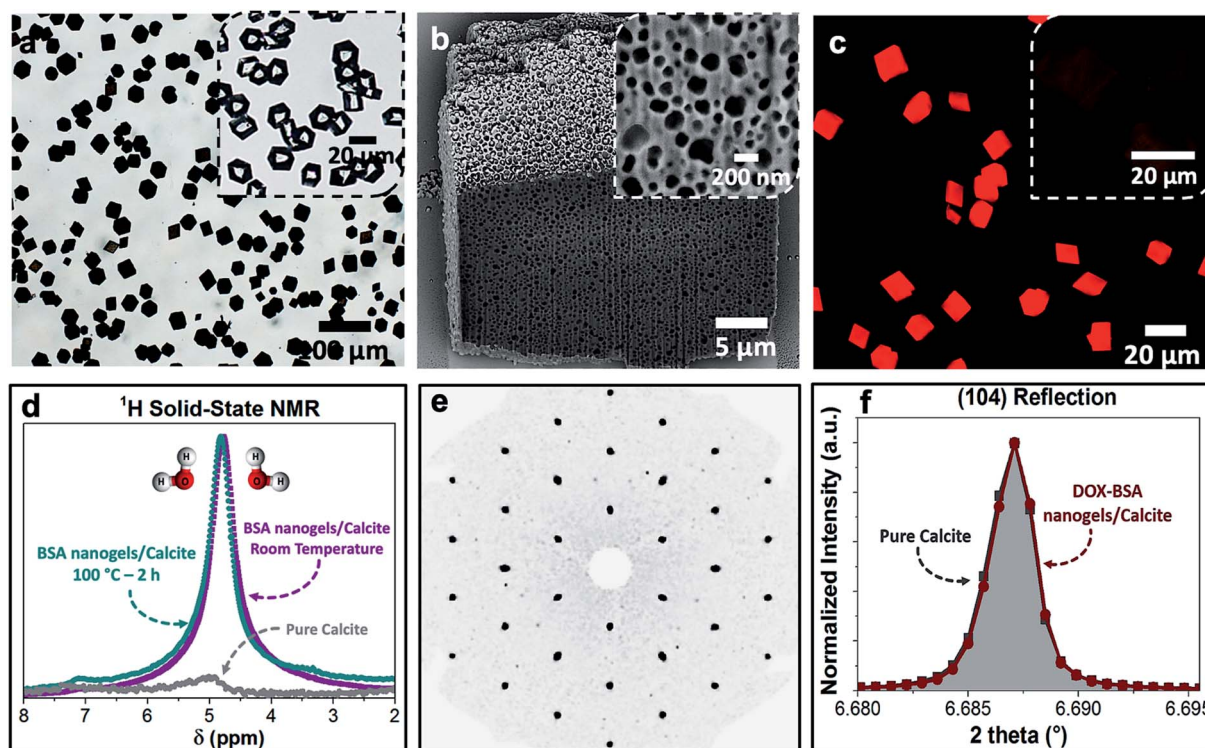 a
20 μm
200 μm
b
200 nm
5 μm
c
20 μm
20 μm
d
¹H Solid-State NMR
H
H O
H
O H
BSA nanogels/Calcite
Room Temperature
BSA nanogels/Calcite
100 °C – 2 h
Pure Calcite
8 7 6 5 4 3 2
δ (ppm)
e
f
(104) Reflection
Normalized Intensity (a.u.)
DOX-BSA
nanogels/Calcite
Pure Calcite
6.680 6.685 6.690 6.695
2 theta (°)